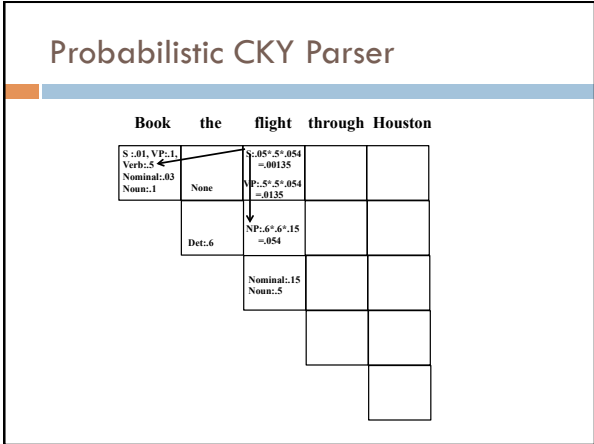 Probabilistic CKY Parser
Book the flight through Houston
S :.01, VP:.1,
Verb:.5
Nominal:.03
Noun:.1
None
S:.05*.5*.054
=.00135
VP:.5*.5*.054
=.0135
Det:.6
NP:.6*.6*.15
=.054
Nominal:.15
Noun:.5